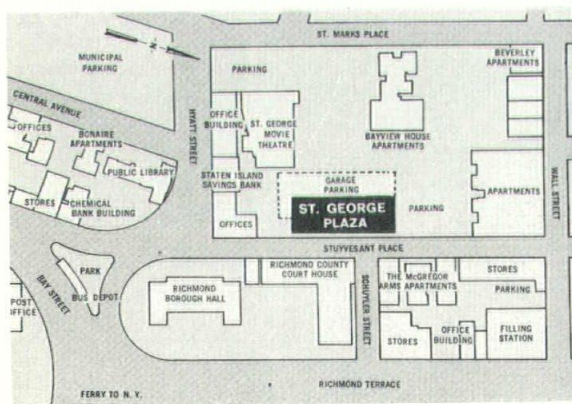 ST. MARKS PLACE
MUNICIPAL
PARKING
N
PARKING
BEVERLEY
APARTMENTS
CENTRAL AVENUE
HYATT STREET
OFFICE
BUILDING
ST. GEORGE
MOVIE
THEATRE
BAYVIEW HOUSE
APARTMENTS
OFFICES
BONAIRE
APARTMENTS
PUBLIC LIBRARY
STATEN ISLAND
SAVINGS BANK
GARAGE
PARKING
APARTMENTS
WALL STREET
STORES
CHEMICAL
BANK BUILDING
OFFICES
ST. GEORGE
PLAZA
PARKING
STUYVESANT PLACE
PARK
BUS DEPOT
BAY STREET
POST
OFFICE
RICHMOND
BOROUGH HALL
RICHMOND COUNTY
COURT HOUSE
SCHUYLER STREET
THE McGREGOR
ARMS APARTMENTS
STORES
PARKING
STORES
OFFICE
BUILDING
FILLING
STATION
FERRY TO N. Y.
RICHMOND TERRACE